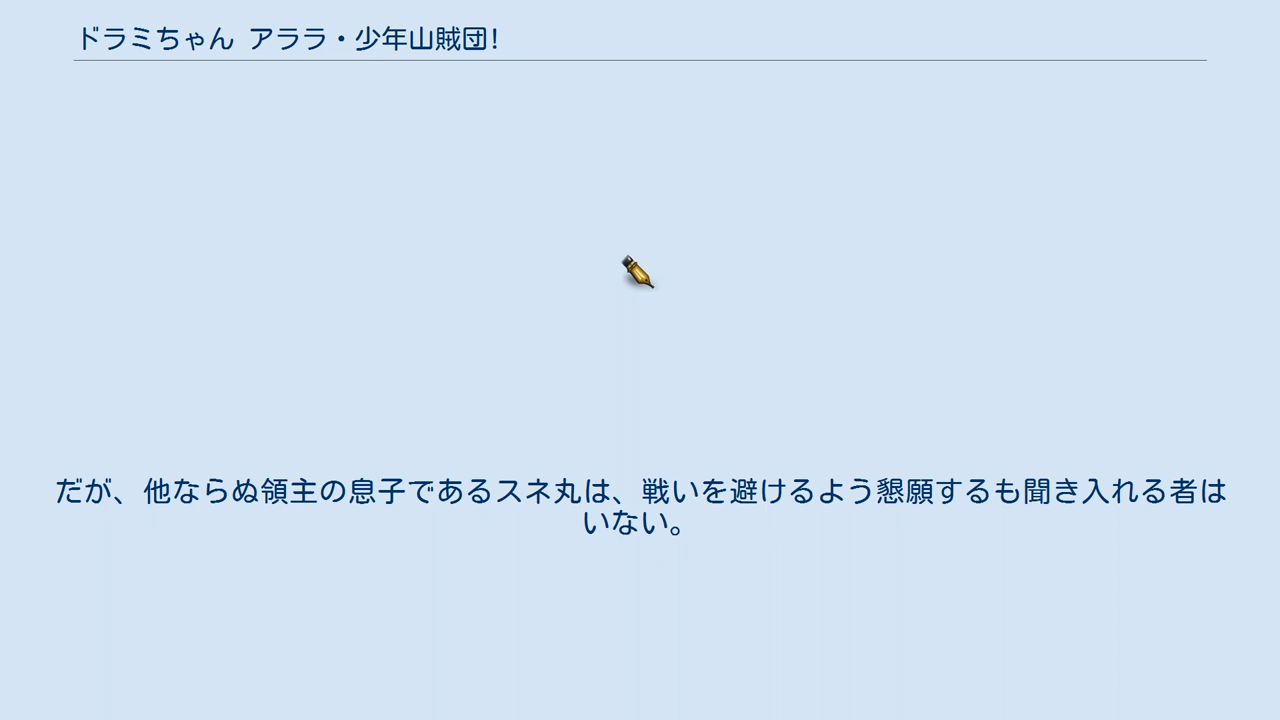 ドラミちゃん アララ・少年山賊団!
だが、他ならぬ領主の息子であるスネ丸は、戦いを避けるよう懇願するも聞き入れる者は
いない。